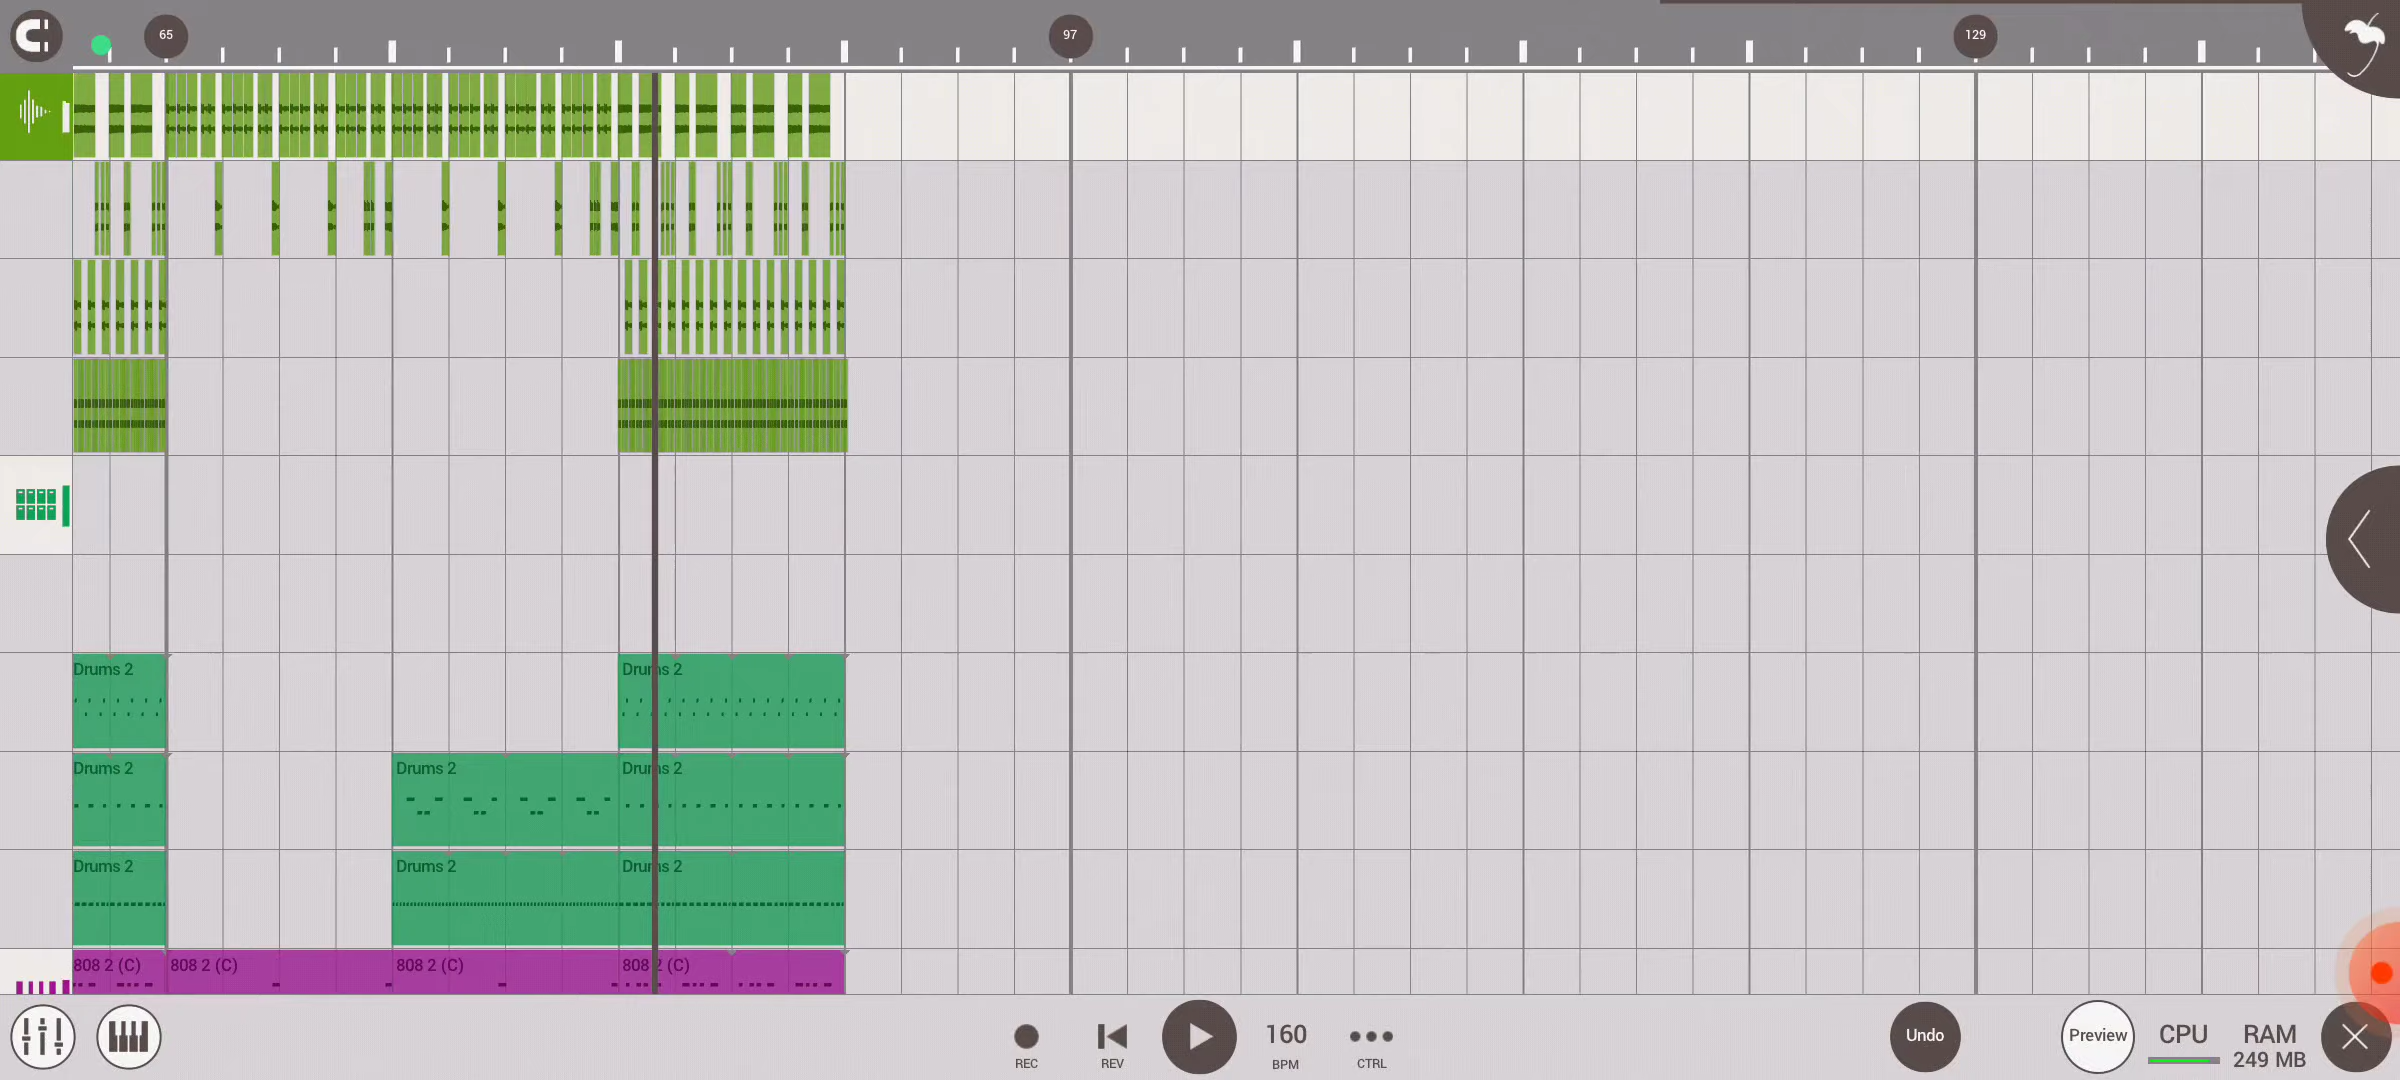 65
97
129
Drums 2
Drums 2
Drums 2
Drums 2
Drums 2
Drums 2
Drums 2
Drums 2
808 2 (C)
808 2 (C)
808 2 (C)
808 2 (C)
REC
REV
160
BPM
CTRL
Undo
Preview
CPU
RAM
249 MB